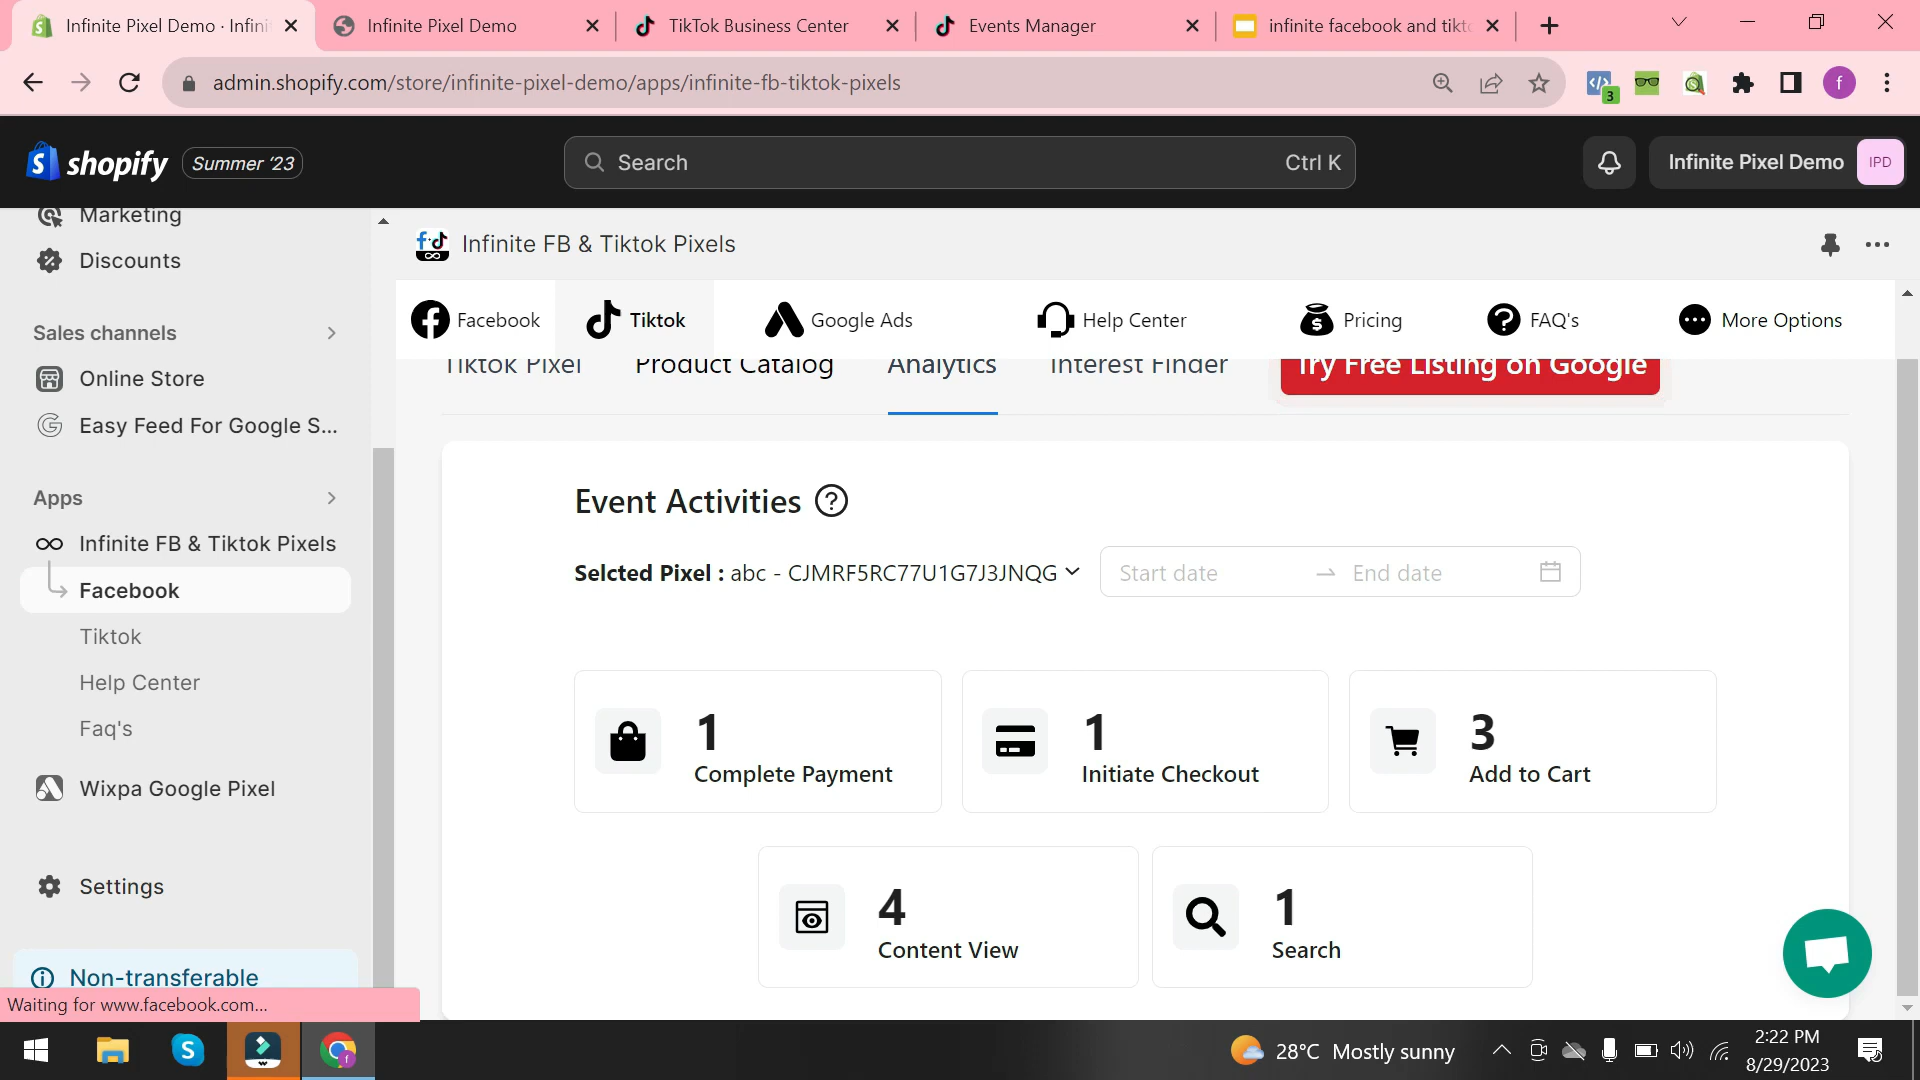 Infinite Pixel Demo · Infini
Infinite Pixel Demo
TikTok Business Center
Events Manager
infinite facebook and tikto
admin.shopify.com/store/infinite-pixel-demo/apps/infinite-fb-tiktok-pixels
3
f
shopify
Summer '23
Search
Ctrl K
Infinite Pixel Demo
IPD
Marketing
Discounts
Sales channels
Online Store
Easy Feed For Google S...
Apps
Infinite FB & Tiktok Pixels
Facebook
Tiktok
Help Center
Faq's
Wixpa Google Pixel
Settings
Non-transferable
Waiting for www.facebook.com...
Infinite FB & Tiktok Pixels
Facebook
Tiktok
Google Ads
Help Center
Pricing
FAQ's
More Options
Tiktok Pixel
Product Catalog
Analytics
Interest Finder
Try Free Listing on Google
Event Activities
Selcted Pixel : abc - CJMRF5RC77U1G7J3JNQG
Start date
End date
1
Complete Payment
1
Initiate Checkout
3
Add to Cart
4
Content View
1
Search
28°C Mostly sunny
2:22 PM
8/29/2023